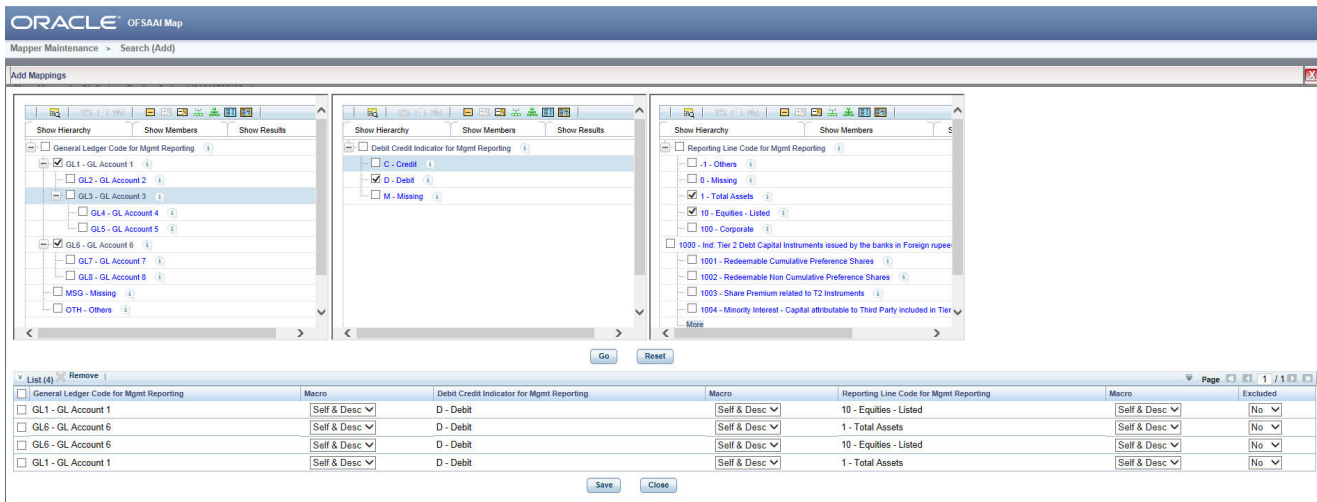 ORACLE® OFSAAI Map
Mapper Maintenance > Search (Add)
Add Mappings
X
Show Hierarchy Show Members Show Results
General Ledger Code for Mgmt Reporting
GL1 - GL Account 1
GL2 - GL Account 2
GL3 - GL Account 3
GL4 - GL Account 4
GL5 - GL Account 5
GL6 - GL Account 6
GL7 - GL Account 7
GL8 - GL Account 8
MSG - Missing
OTH - Others
Show Hierarchy Show Members Show Results
Debit Credit Indicator for Mgmt Reporting
C - Credit
D - Debit
M - Missing
Show Hierarchy Show Members S
Reporting Line Code for Mgmt Reporting
-1 - Others
0 - Missing
1 - Total Assets
10 - Equities - Listed
100 - Corporate
1000 - Ind: Tier 2 Debt Capital Instruments issued by the banks in Foreign rupee
1001 - Redeemable Cumulative Preference Shares
1002 - Redeemable Non Cumulative Preference Shares
1003 - Share Premium related to T2 Instruments
1004 - Minority Interest - Capital attributable to Third Party included in Tier
More
Go Reset
List (4) Remove Page 1 / 1
General Ledger Code for Mgmt Reporting Macro Debit Credit Indicator for Mgmt Reporting Macro Reporting Line Code for Mgmt Reporting Macro Excluded
GL1 - GL Account 1 Self & Desc D - Debit Self & Desc 10 - Equities - Listed Self & Desc No
GL6 - GL Account 6 Self & Desc D - Debit Self & Desc 1 - Total Assets Self & Desc No
GL6 - GL Account 6 Self & Desc D - Debit Self & Desc 10 - Equities - Listed Self & Desc No
GL1 - GL Account 1 Self & Desc D - Debit Self & Desc 1 - Total Assets Self & Desc No
Save Close